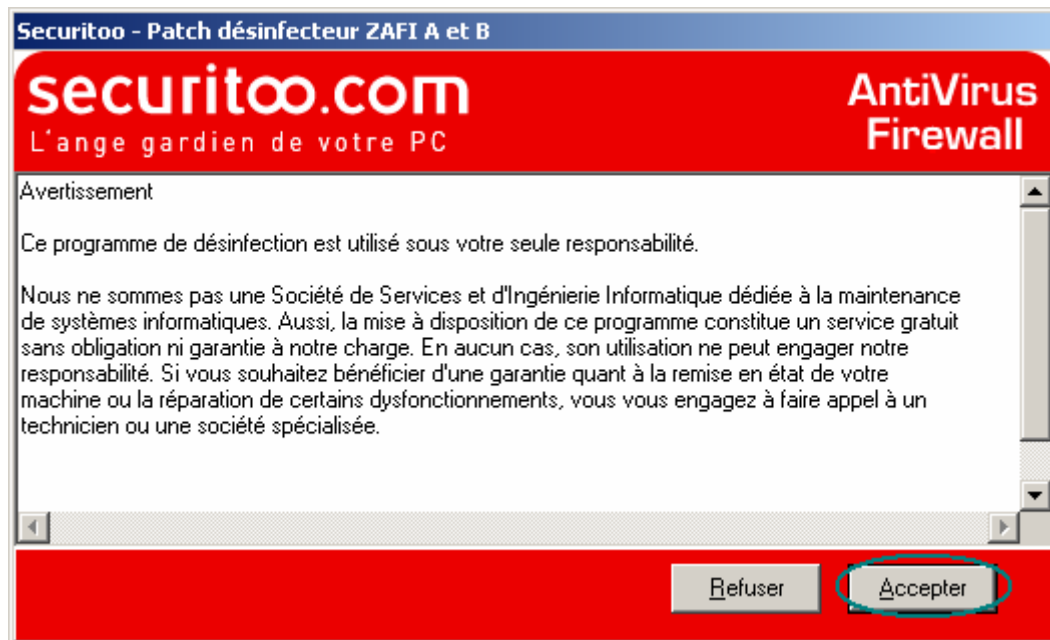 Securitoo - Patch désinfecteur ZAFI A et B
securitoo.com
L'ange gardien de votre PC
AntiVirus
Firewall
Avertissement
Ce programme de désinfection est utilisé sous votre seule responsabilité.
Nous ne sommes pas une Société de Services et d'Ingénierie Informatique dédiée à la maintenance
de systèmes informatiques. Aussi, la mise à disposition de ce programme constitue un service gratuit
sans obligation ni garantie à notre charge. En aucun cas, son utilisation ne peut engager notre
responsabilité. Si vous souhaitez bénéficier d'une garantie quant à la remise en état de votre
machine ou la réparation de certains dysfonctionnements, vous vous engagez à faire appel à un
technicien ou une société spécialisée.
Refuser
Accepter